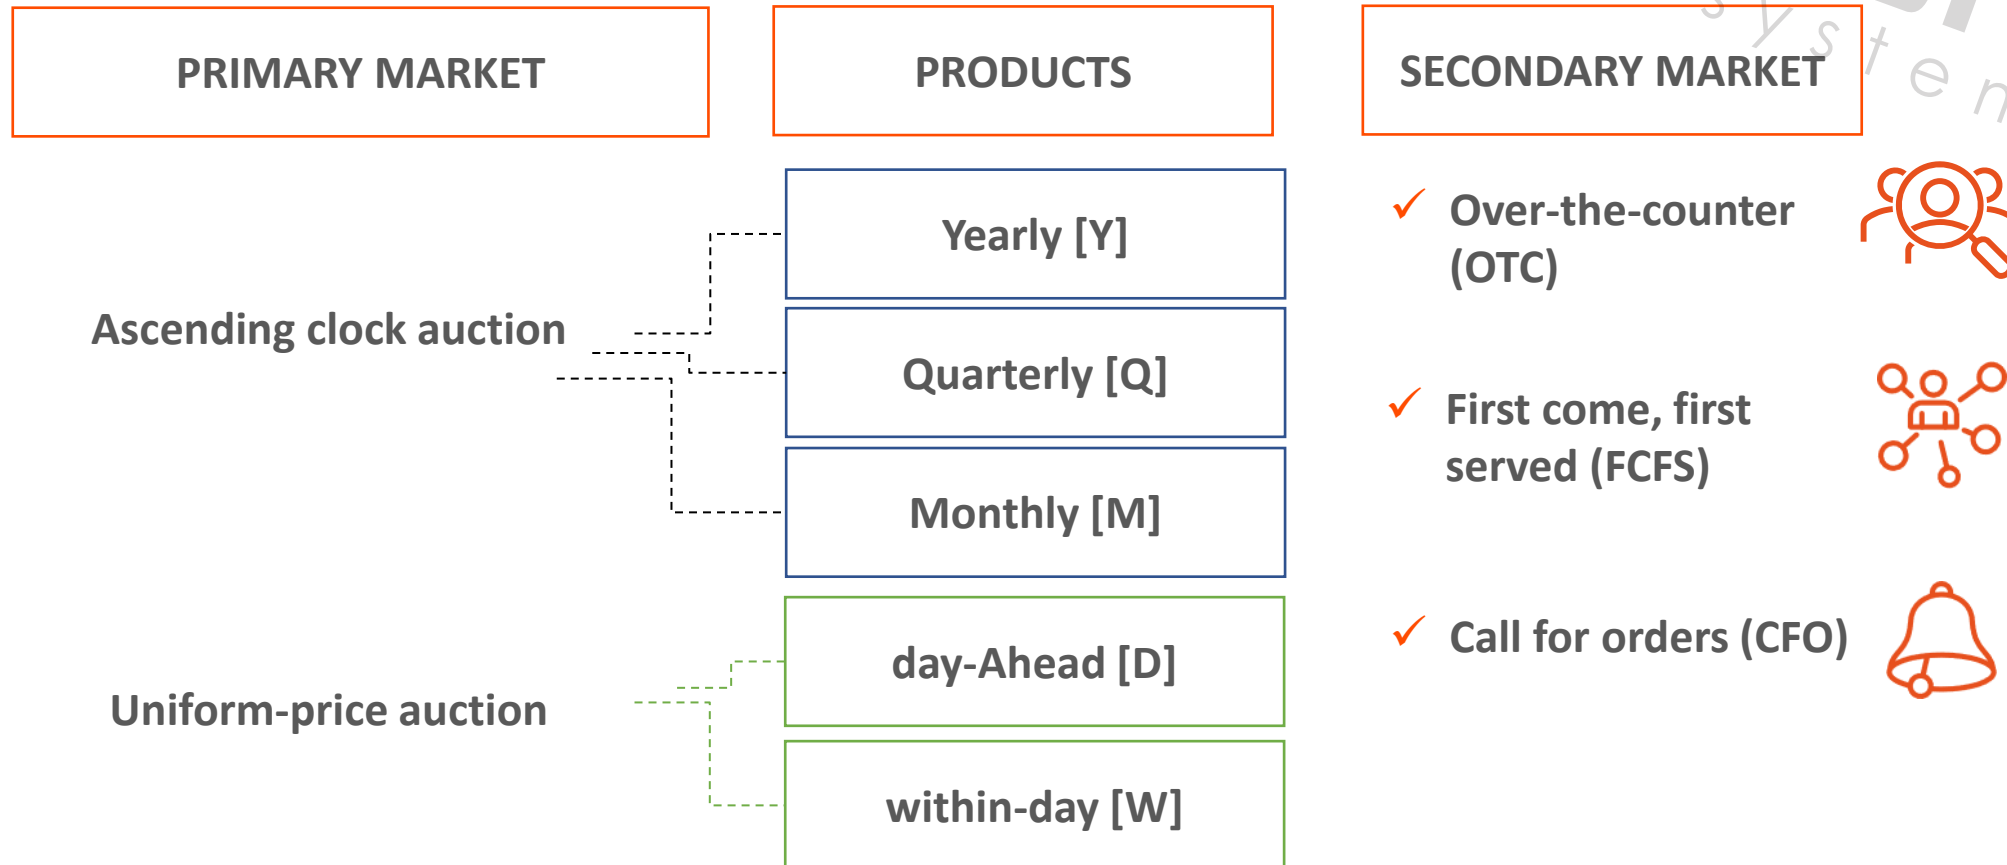 PRIMARY MARKET
PRODUCTS
SECONDARY MARKET
Ascending clock auction
Uniform-price auction
Yearly [Y]
Quarterly [Q]
Monthly [M]
day-Ahead [D]
within-day [W]
✓ Over-the-counter
(OTC)
✓ First come, first
served (FCFS)
✓ Call for orders (CFO)